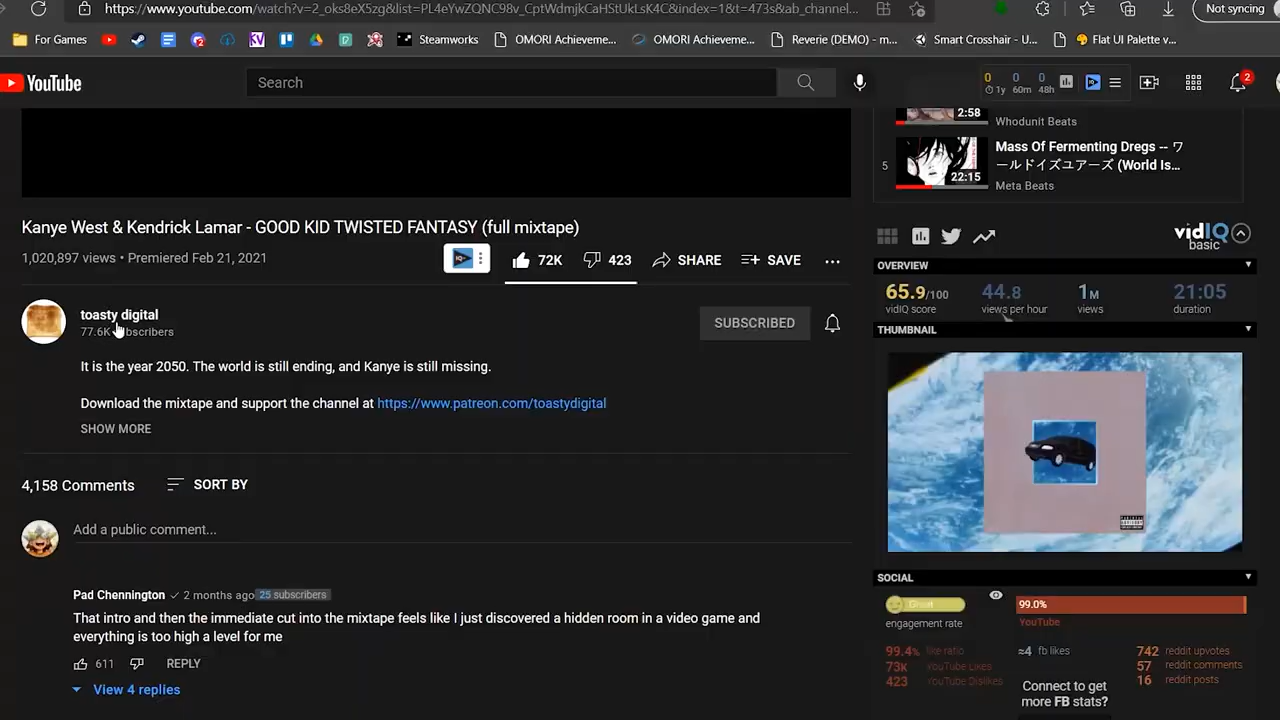 https://www.youtube.com/watch?v=2_oks8eX5zg&list=PL4eYwZQNC98v_CptWdmjkCaHStUkLsK4C&index=1&t=473s&ab_channel...
Not syncing
For Games
Steamworks
OMORI Achieveme...
OMORI Achieveme...
Reverie (DEMO) - m...
Smart Crosshair - U...
Flat UI Palette v...
YouTube
Search
0 0 0
1y 60m 48h
2
2:58
Whodunit Beats
5
22:15
Mass Of Fermenting Dregs -- ワ
ールドイズユアーズ (World Is...
Meta Beats
Kanye West & Kendrick Lamar - GOOD KID TWISTED FANTASY (full mixtape)
1,020,897 views • Premiered Feb 21, 2021
72K
423
SHARE
SAVE
vidIQ
basic
OVERVIEW
65.9/100
vidIQ score
44.8
views per hour
1M
views
21:05
duration
toasty digital
77.6K subscribers
SUBSCRIBED
It is the year 2050. The world is still ending, and Kanye is still missing.
Download the mixtape and support the channel at https://www.patreon.com/toastydigital
SHOW MORE
THUMBNAIL
4,158 Comments
SORT BY
Add a public comment...
Pad Chennington
2 months ago
25 subscribers
That intro and then the immediate cut into the mixtape feels like I just discovered a hidden room in a video game and
everything is too high a level for me
611
REPLY
View 4 replies
SOCIAL
Great
engagement rate
99.0%
YouTube
99.4% like ratio
73K YouTube Likes
423 YouTube Dislikes
≈4 fb likes
Connect to get
more FB stats?
742 reddit upvotes
57 reddit comments
16 reddit posts